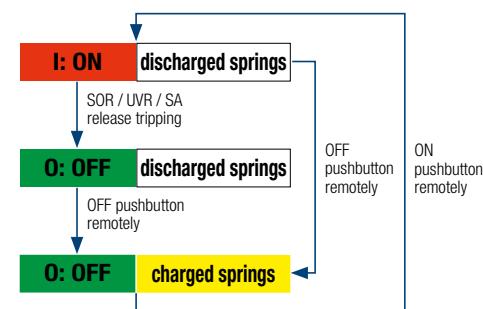 I: ON discharged springs
SOR / UVR / SA
release tripping
O: OFF discharged springs
OFF pushbutton
remotely
O: OFF charged springs
OFF
pushbutton
remotely
ON
pushbutton
remotely